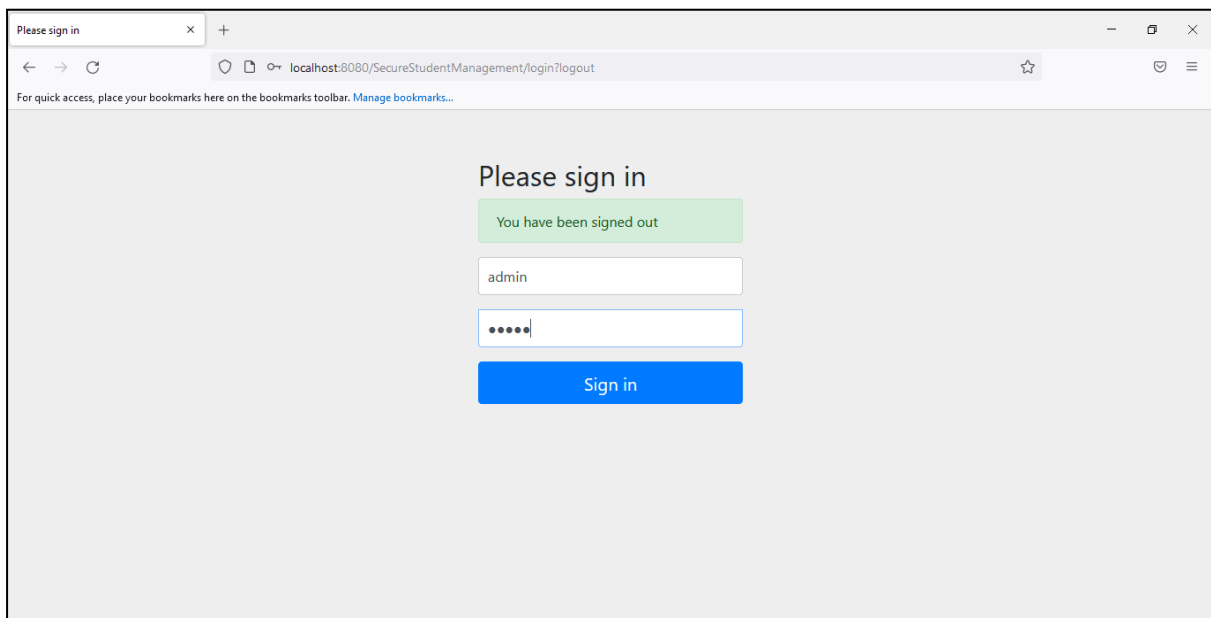 Please sign in
localhost:8080/SecureStudentManagement/login?logout
For quick access, place your bookmarks here on the bookmarks toolbar. Manage bookmarks...
Please sign in
You have been signed out
admin
•••••
Sign in